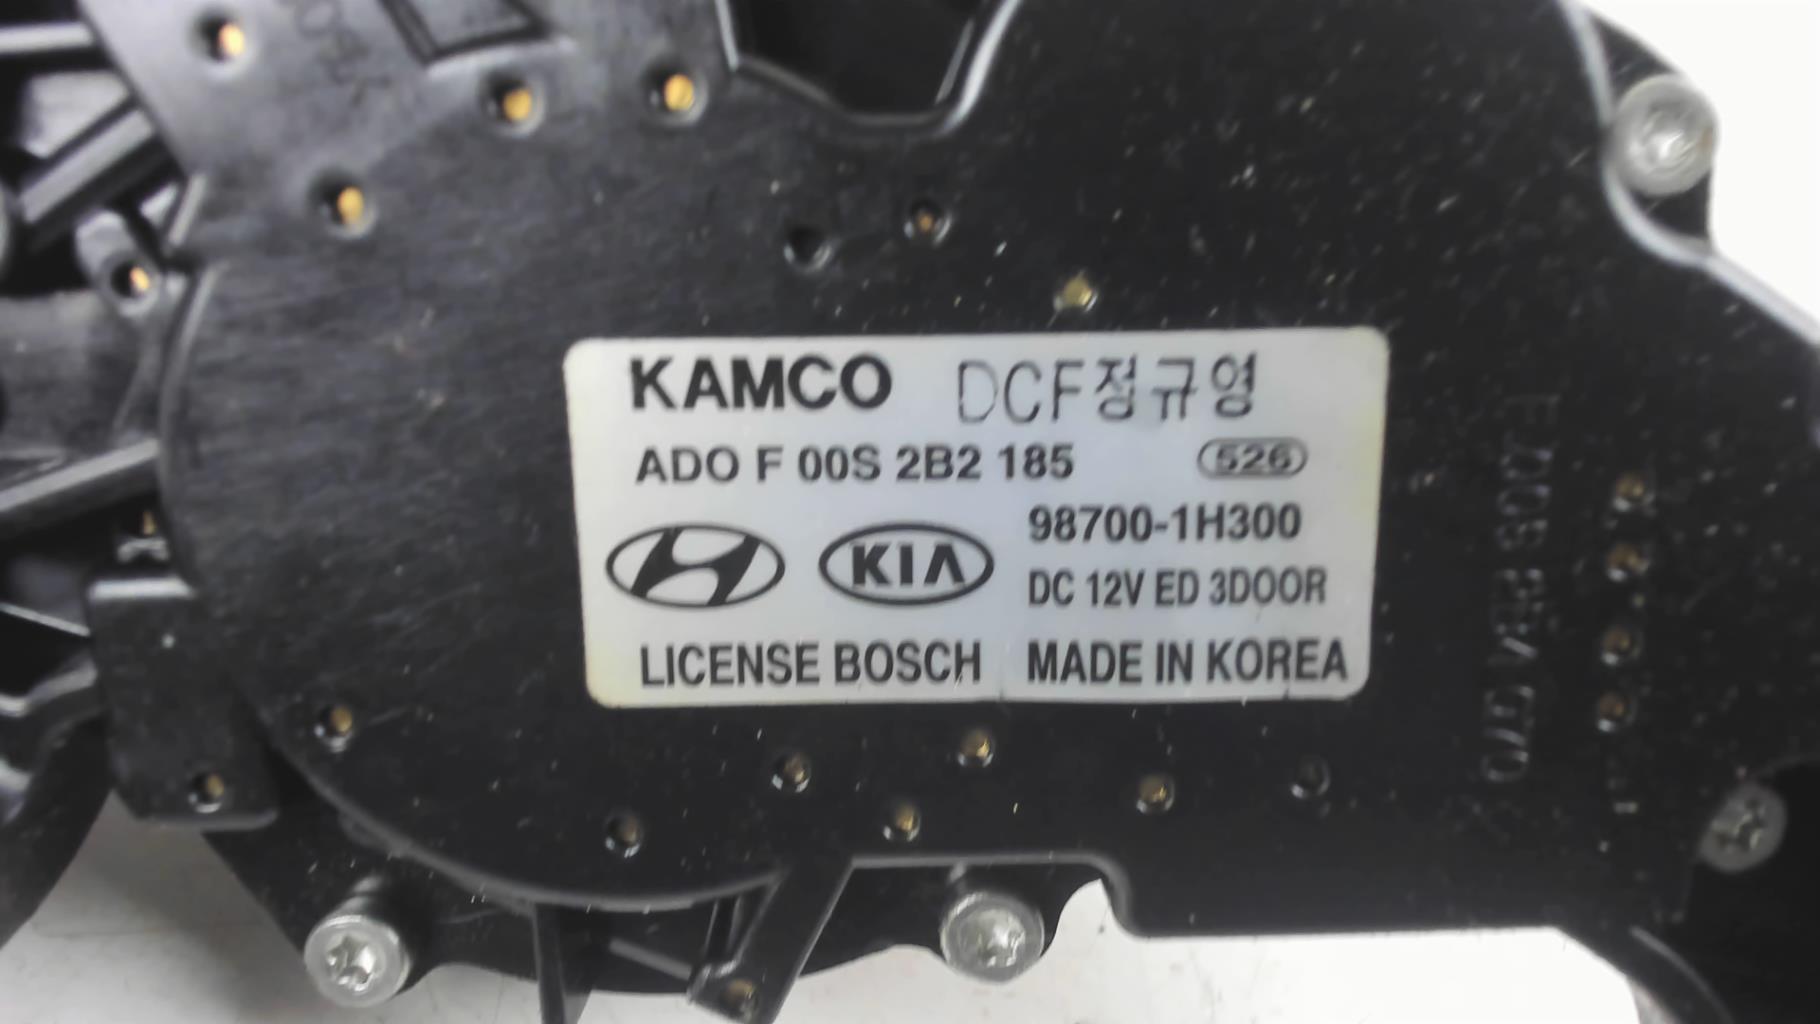 KAMCO DCF정규영
ADO F 00S 2B2 185 526
98700-1H300
KIA DC 12V ED 3DOOR
LICENSE BOSCH MADE IN KOREA